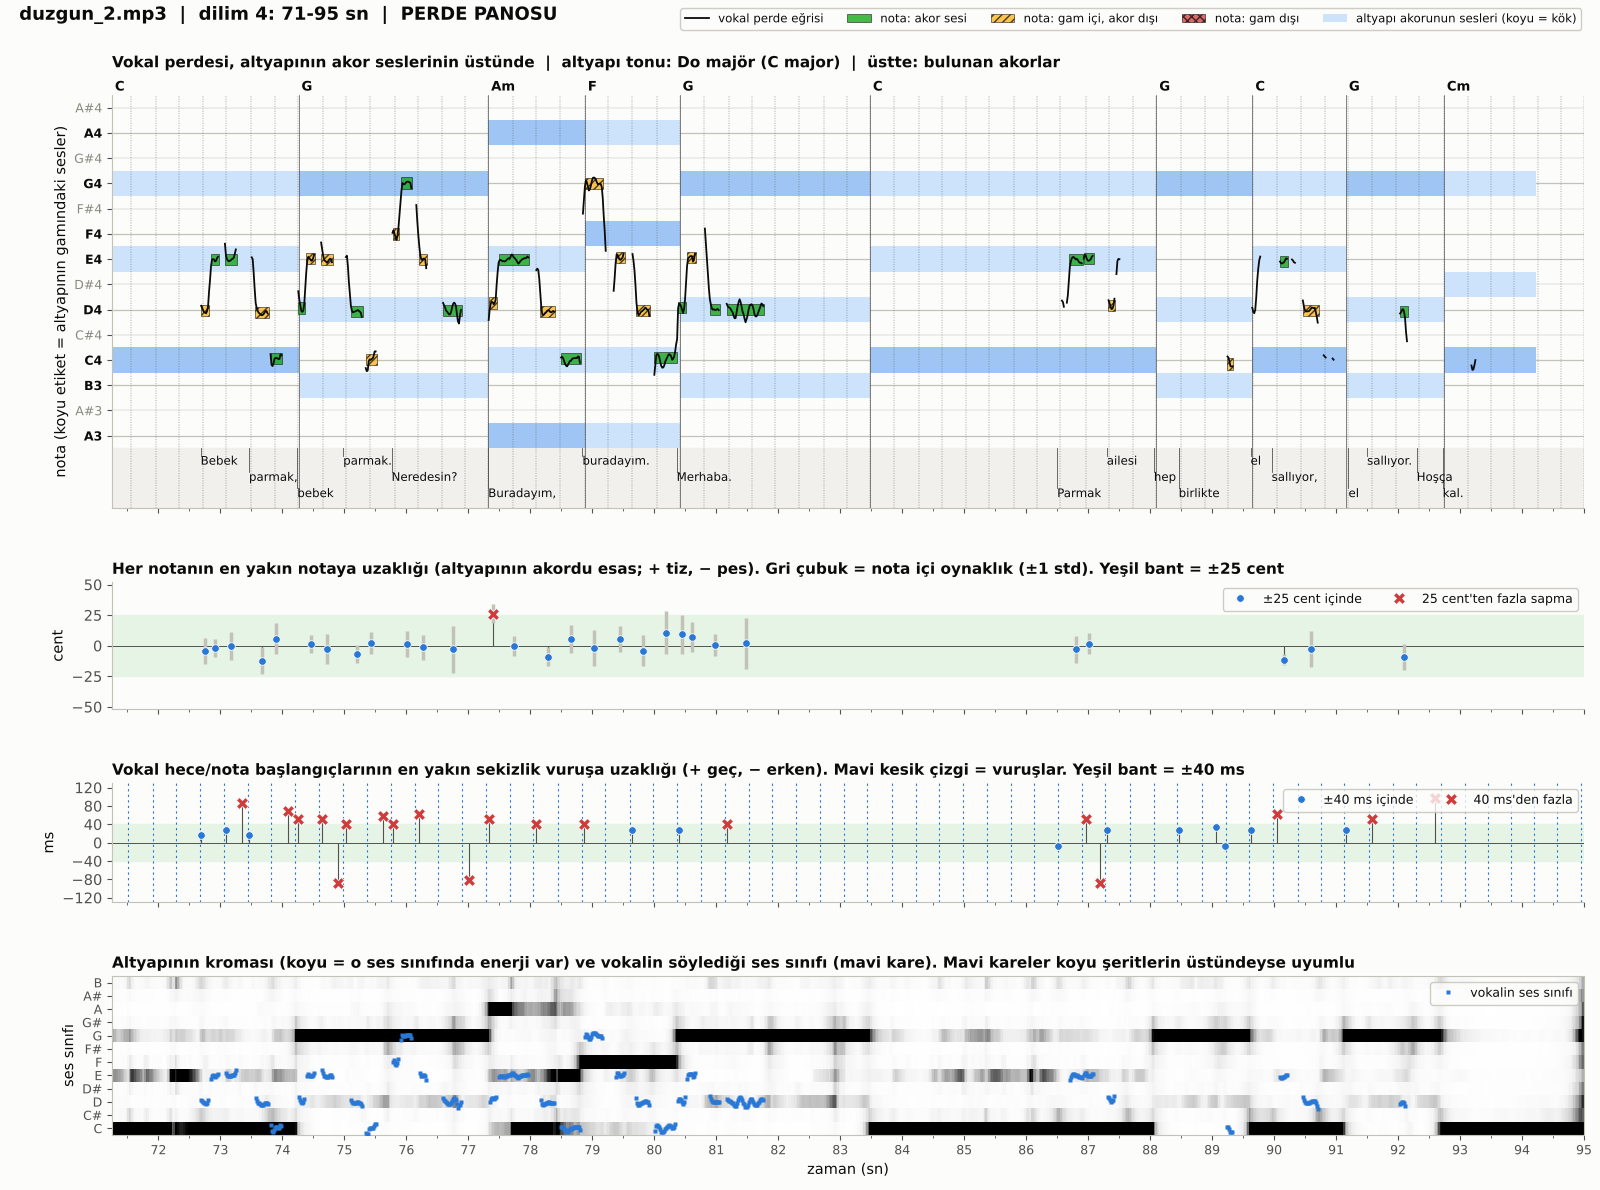 duzgun_2.mp3 | dilim 4: 71-95 sn | PERDE PANOSU
vokal perde eğrisi
nota: akor sesi
nota: gam içi, akor dışı
nota: gam dışı
altyapı akorunun sesleri (koyu = kök)
Vokal perdesi, altyapının akor seslerinin üstünde | altyapı tonu: Do majör (C major) | üstte: bulunan akorlar
C G Am F G C G C G Cm
nota (koyu etiket = altyapının gamındaki sesler)
A#4
A4
G#4
G4
F#4
F4
E4
D#4
D4
C#4
C4
B3
A#3
A3
Bebek parmak. buradayım. ailesi el sallıyor.
parmak, Neredesin? Merhaba. hep sallıyor, Hoşça
bebek Buradayım, Parmak birlikte el kal.
Her notanın en yakın notaya uzaklığı (altyapının akordu esas; + tiz, − pes). Gri çubuk = nota içi oynaklık (±1 std). Yeşil bant = ±25 cent
±25 cent içinde
25 cent'ten fazla sapma
cent
50
25
0
−25
−50
Vokal hece/nota başlangıçlarının en yakın sekizlik vuruşa uzaklığı (+ geç, − erken). Mavi kesik çizgi = vuruşlar. Yeşil bant = ±40 ms
±40 ms içinde
40 ms'den fazla
ms
120
80
40
0
−40
−80
−120
Altyapının kroması (koyu = o ses sınıfında enerji var) ve vokalin söylediği ses sınıfı (mavi kare). Mavi kareler koyu şeritlerin üstündeyse uyumlu
vokalin ses sınıfı
ses sınıfı
B
A#
A
G#
G
F#
F
E
D#
D
C#
C
72 73 74 75 76 77 78 79 80 81 82 83 84 85 86 87 88 89 90 91 92 93 94 95
zaman (sn)